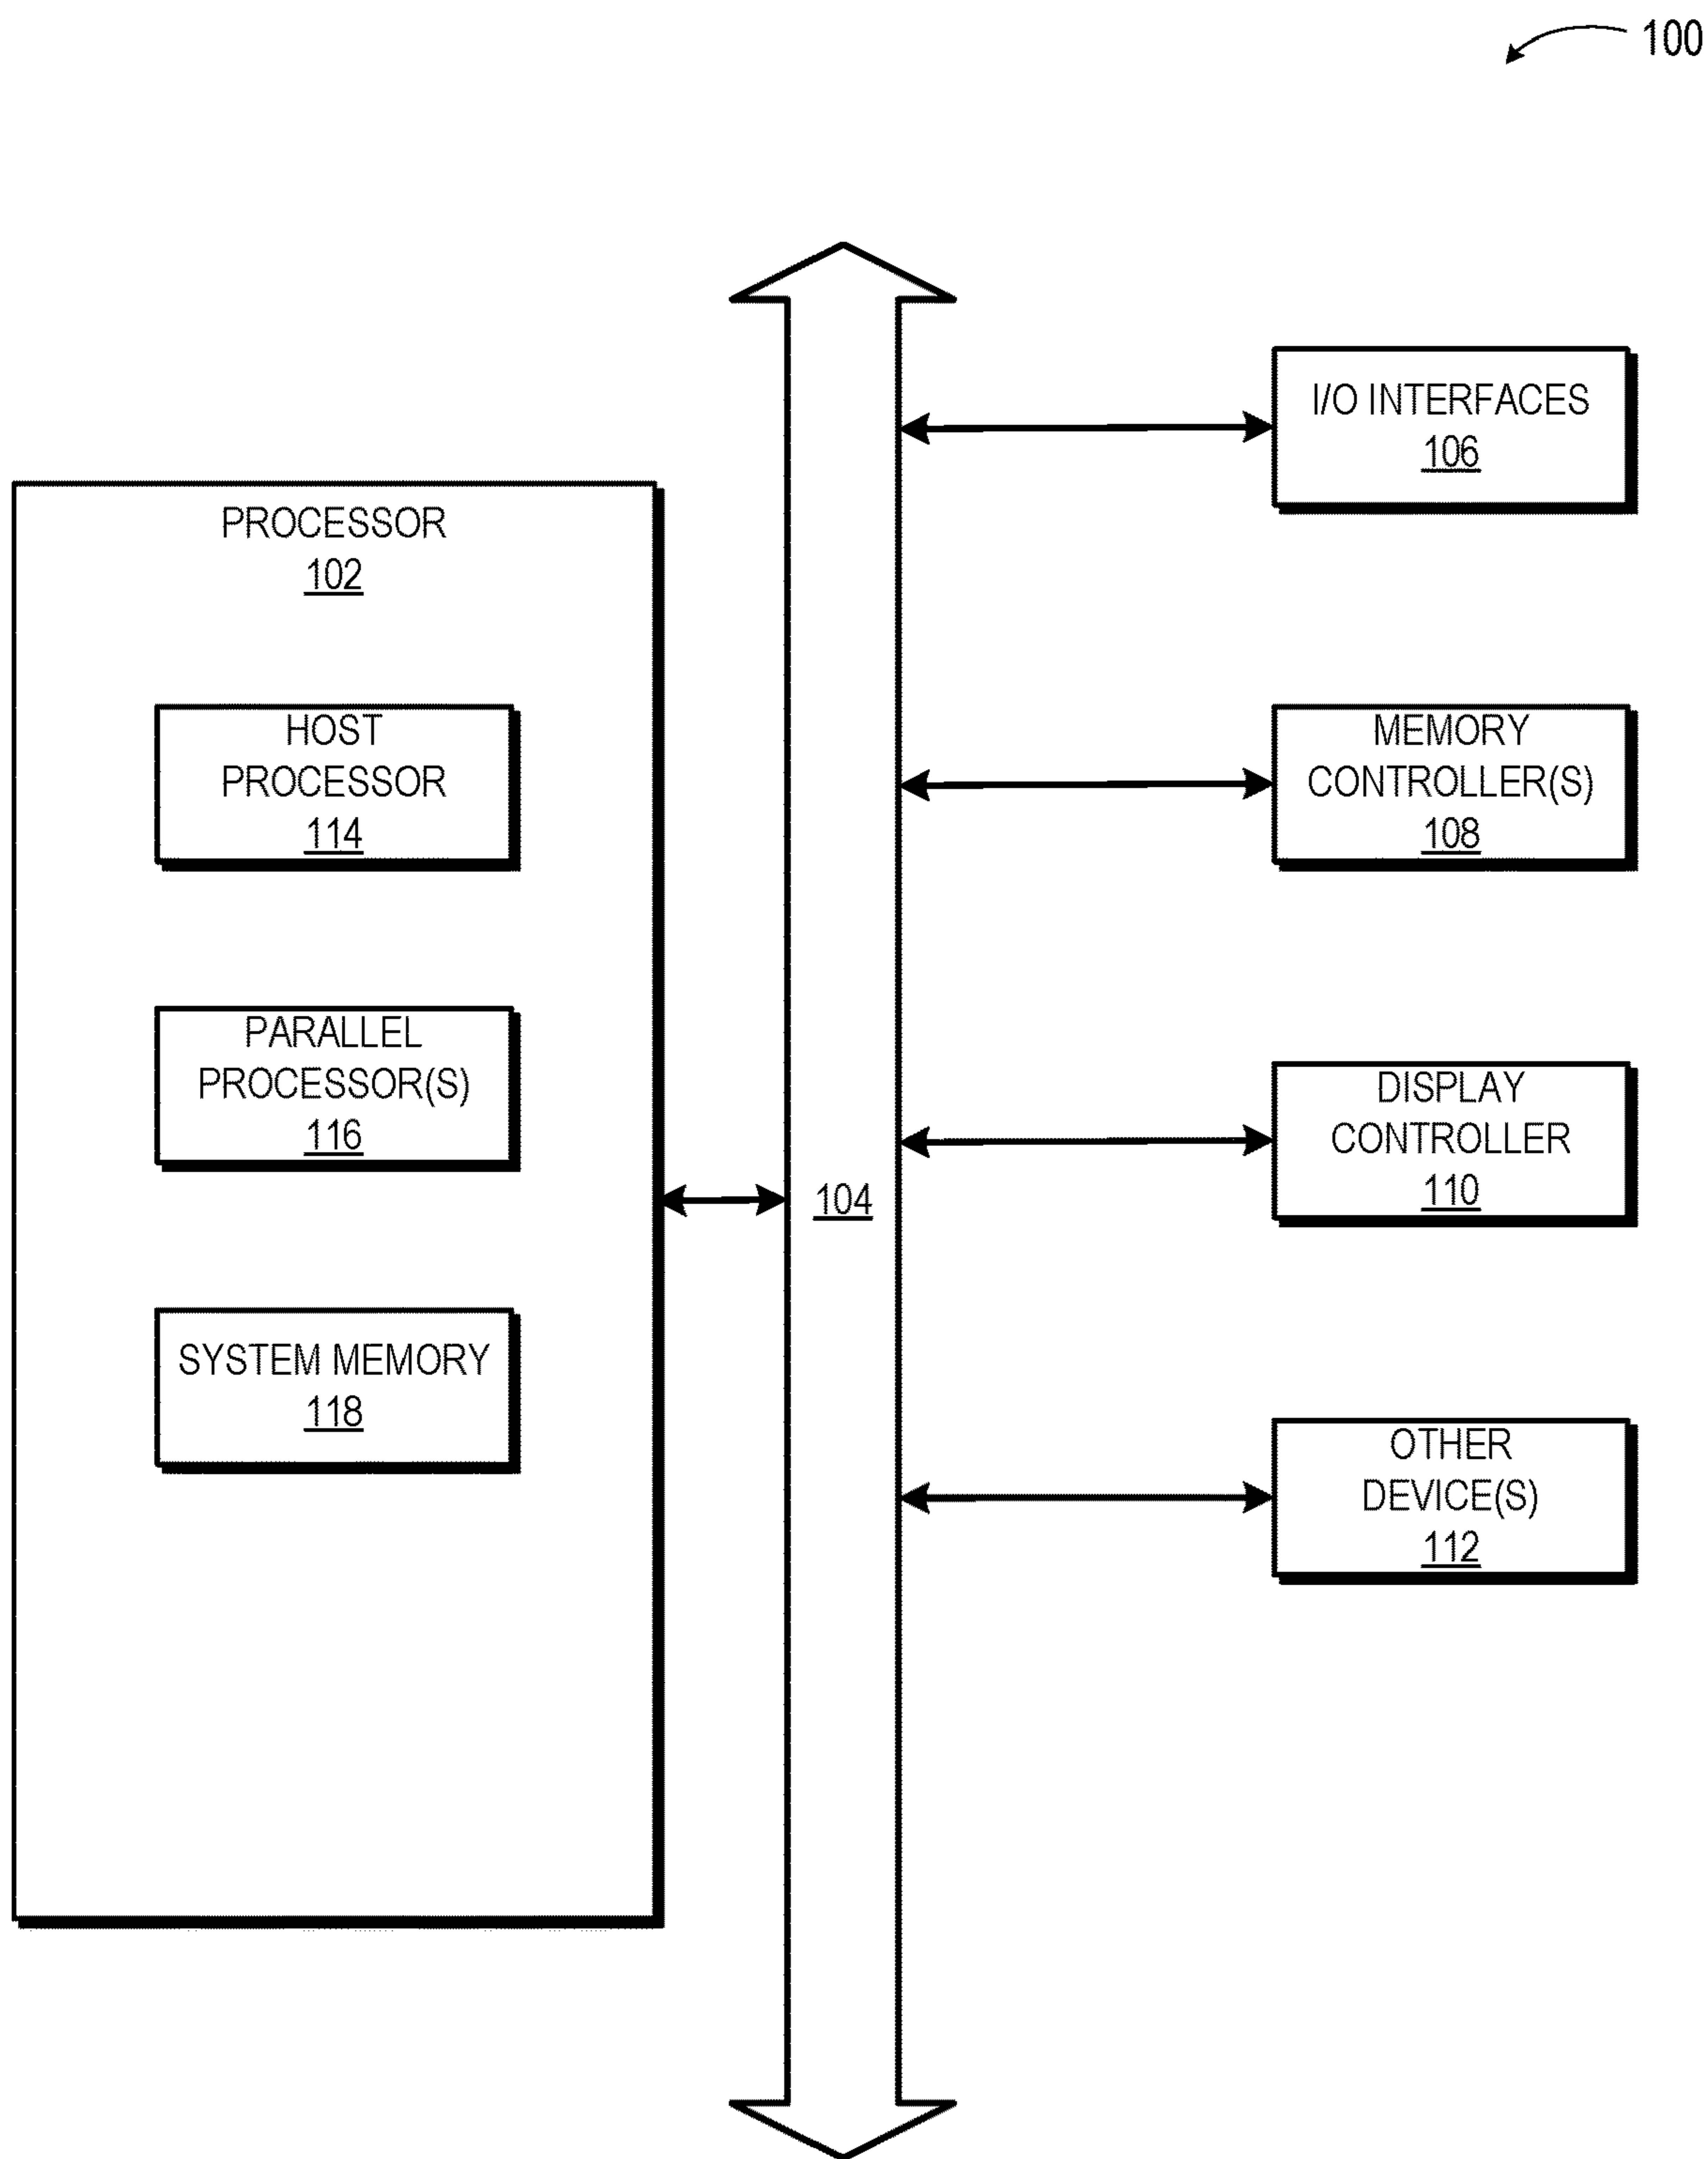 100
PROCESSOR
102
HOST
PROCESSOR
114
PARALLEL
PROCESSOR(S)
116
SYSTEM MEMORY
118
104
I/O INTERFACES
106
MEMORY
CONTROLLER(S)
108
DISPLAY
CONTROLLER
110
OTHER
DEVICE(S)
112